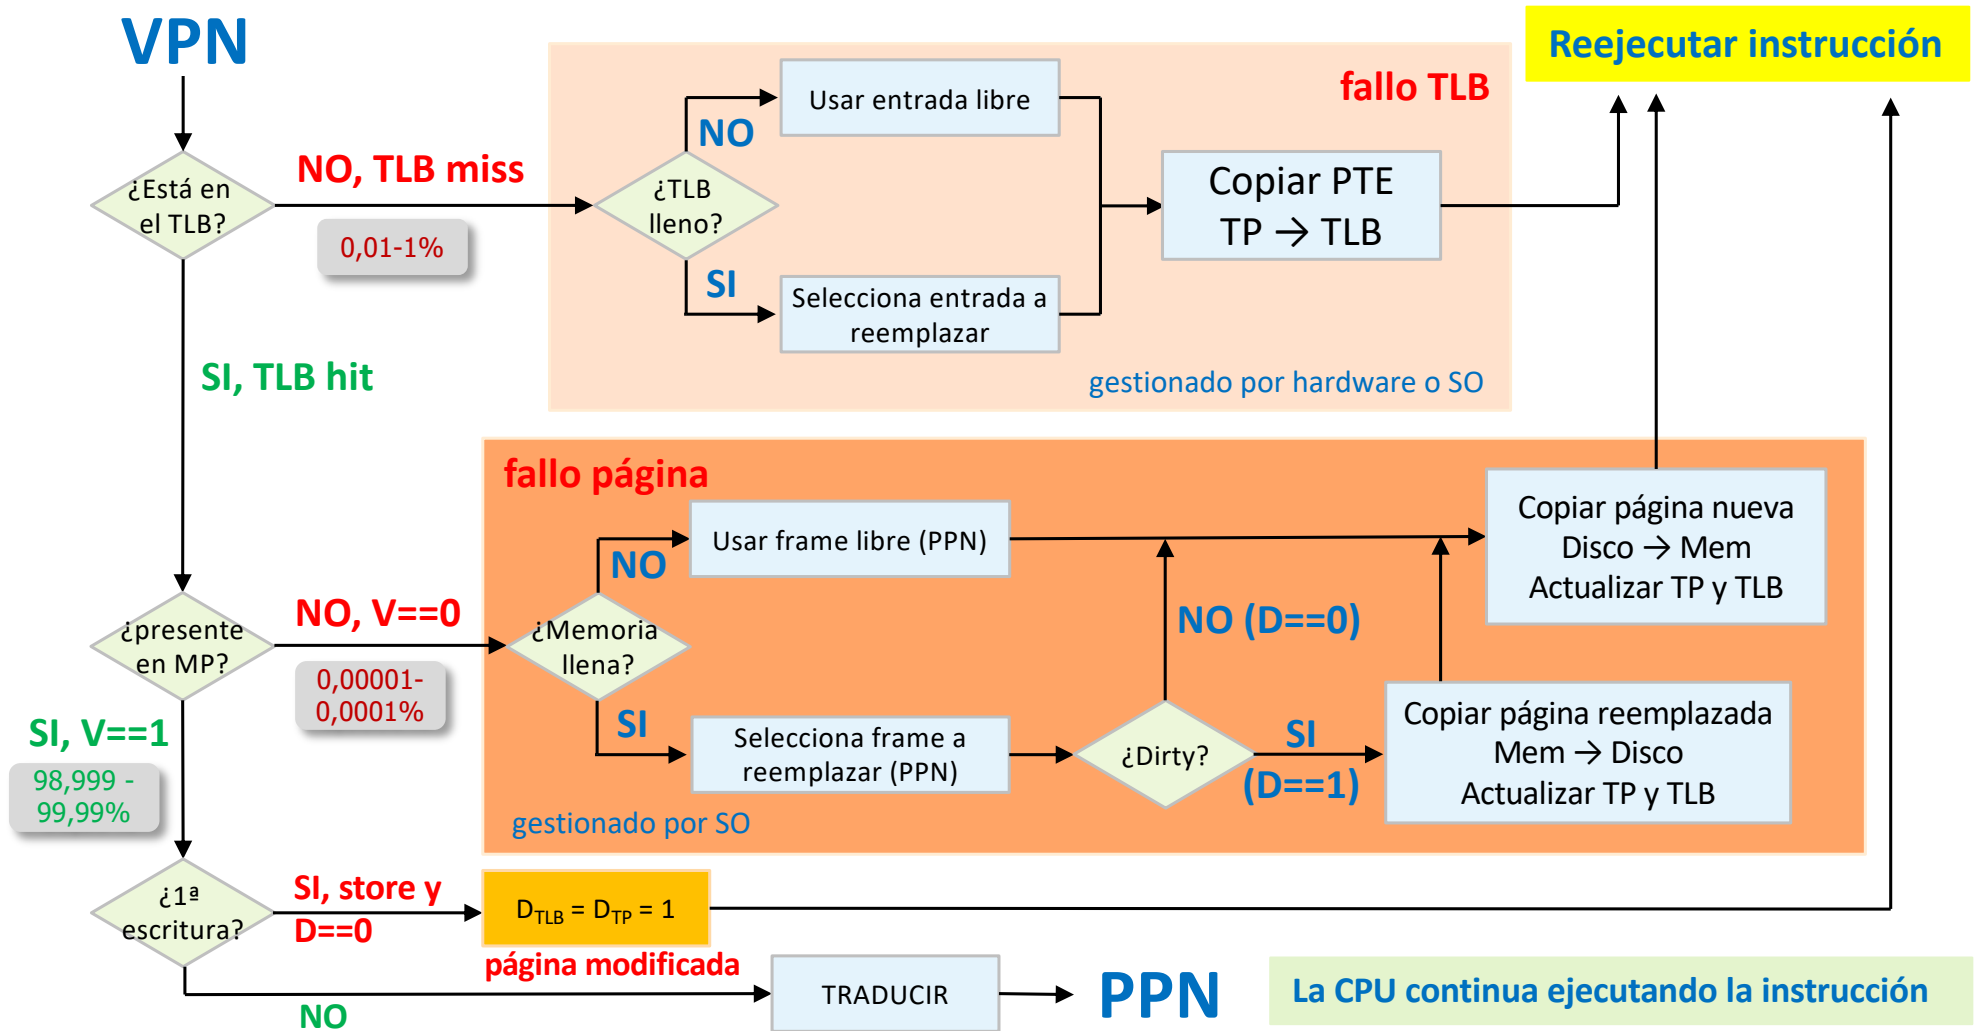 VPN
Reejecutar instrucción
fallo TLB
Usar entrada libre
NO
NO, TLB miss
¿Está en
el TLB?
0,01-1%
¿TLB
lleno?
Copiar PTE
TP → TLB
SI
Selecciona entrada a
reemplazar
SI, TLB hit
gestionado por hardware o SO
fallo página
Usar frame libre (PPN)
NO
Copiar página nueva
Disco → Mem
Actualizar TP y TLB
¿presente
en MP?
NO, V==0
0,00001-
0,0001%
¿Memoria
llena?
NO (D==0)
SI
Selecciona frame a
reemplazar (PPN)
¿Dirty?
SI
(D==1)
Copiar página reemplazada
Mem → Disco
Actualizar TP y TLB
gestionado por SO
SI, V==1
98,999 -
99,99%
¿1ª
escritura?
SI, store y
D==0
D_TLB = D_TP = 1
página modificada
NO
TRADUCIR
PPN
La CPU continua ejecutando la instrucción